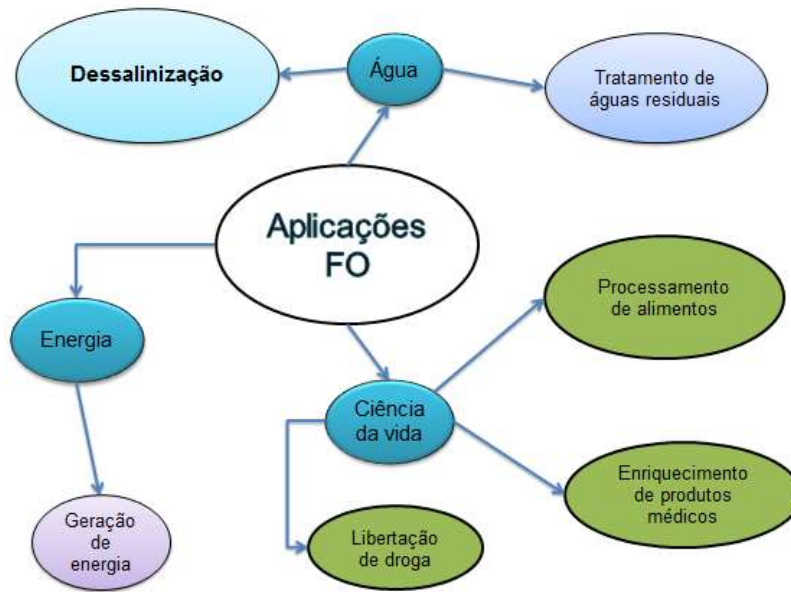 Dessalinização
Água
Tratamento de
águas residuais
Aplicações
FO
Processamento
de alimentos
Energia
Ciência
da vida
Enriquecimento
de produtos
médicos
Geração
de
energia
Libertação
de droga